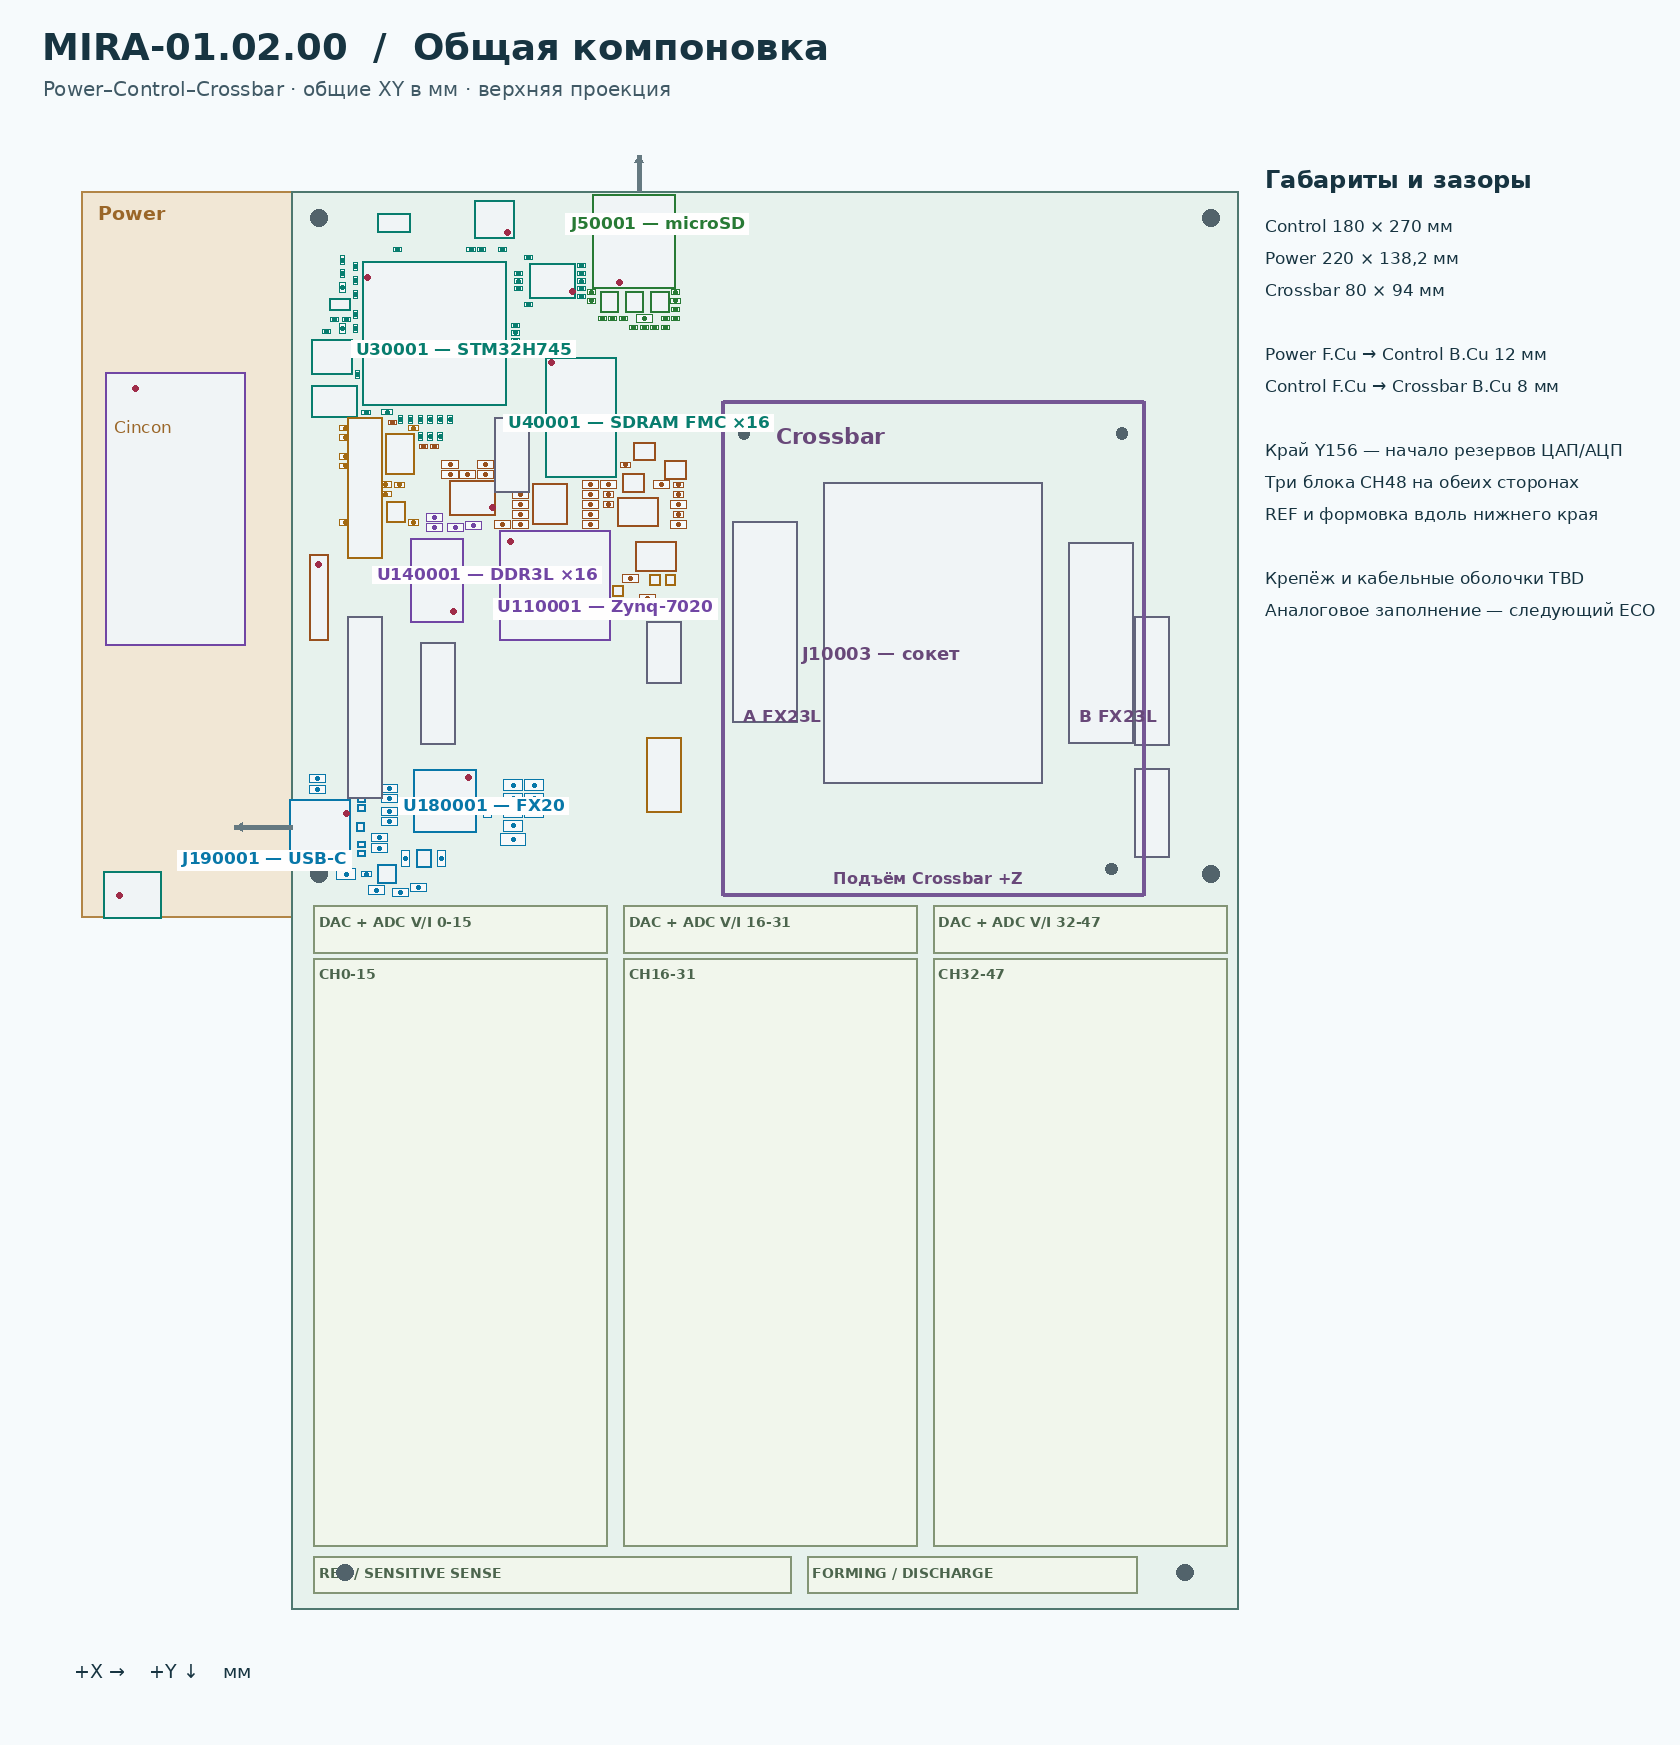 MIRA-01.02.00 / Общая компоновка
Power–Control–Crossbar · общие XY в мм · верхняя проекция
Габариты и зазоры
Control 180 × 270 мм
Power 220 × 138,2 мм
Crossbar 80 × 94 мм
Power F.Cu → Control B.Cu 12 мм
Control F.Cu → Crossbar B.Cu 8 мм
Край Y156 — начало резервов ЦАП/АЦП
Три блока CH48 на обеих сторонах
REF и формовка вдоль нижнего края
Крепёж и кабельные оболочки TBD
Аналоговое заполнение — следующий ECO
Power
J50001 — microSD
U30001 — STM32H745
Cincon
U40001 — SDRAM FMC ×16
Crossbar
U140001 — DDR3L ×16
U110001 — Zynq-7020
J10003 — сокет
A FX23L
B FX23L
U180001 — FX20
J190001 — USB-C
Подъём Crossbar +Z
DAC + ADC V/I 0-15
DAC + ADC V/I 16-31
DAC + ADC V/I 32-47
CH0-15
CH16-31
CH32-47
/ SENSITIVE SENSE
FORMING / DISCHARGE
+X → +Y ↓ мм